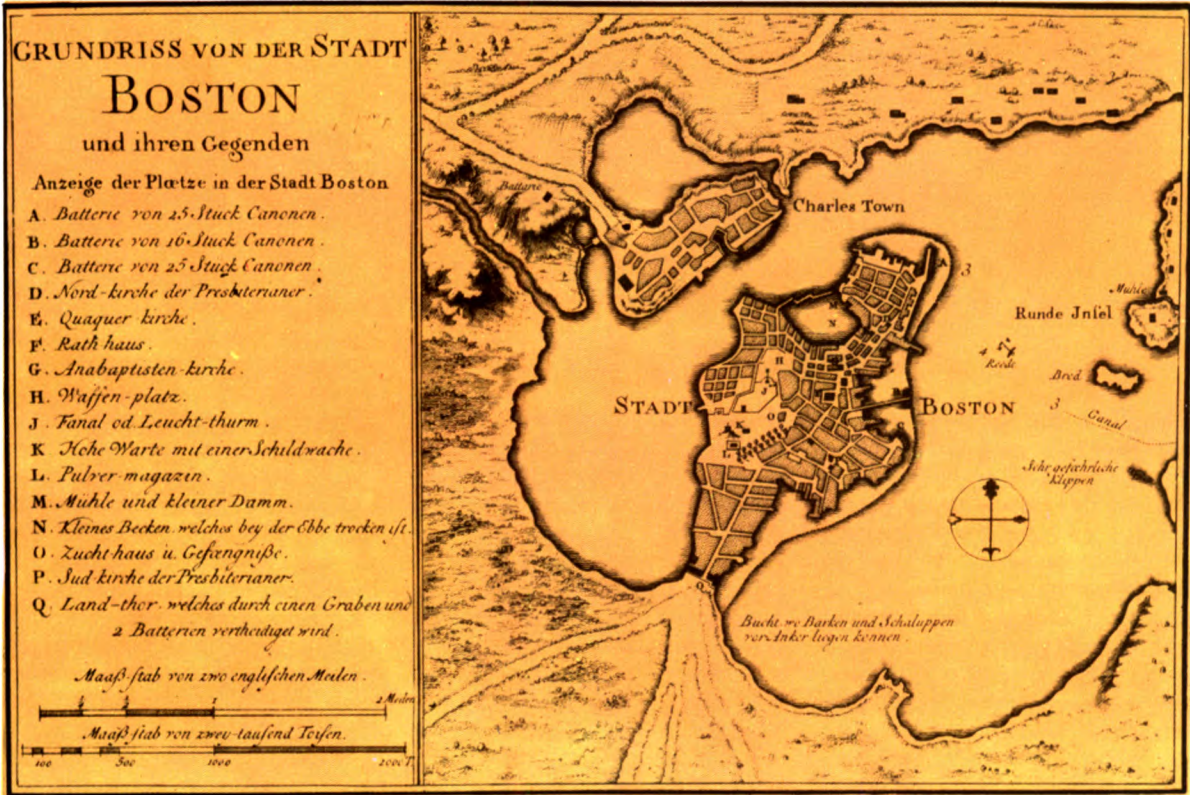 GRUNDRISS VON DER STADT
BOSTON
und ihren Gegenden
Anzeige der Plœtze in der Stadt Boston
A. Batterie von 25 Stuck Canonen.
B. Batterie von 16 Stuck Canonen.
C. Batterie von 25 Stuck Canonen.
D. Nord-kirche der Presbiterianer.
E. Quaquer kirche.
F. Rath haus.
G. Anabaptisten-kirche.
H. Waffen-platz.
J. Fanal od. Leucht-thurm.
K Hohe Warte mit einer Schildwache.
L. Pulver-magazin.
M. Mühle und kleiner Damm.
N. Kleines Becken. welches bey der Ebbe trocken ist.
O. Zucht-haus u. Gefængniße.
P. Sud kirche der Presbiterianer.
Q. Land-thor. welches durch einen Graben und
2 Batterien vertheidiget wird.
Maaß-stab von zwo englischen Meilen.
1 2 Meilen
Maaß-stab von zwey-tausend Toisen.
100 500 1000 2000 T.
Batterie
Charles Town
A
3
Muhle
Runde Insel
M
N
4
Reede
H
J
Brod
STADT
BOSTON
3
Canal
O
K
L
Sehr gefæhrliche
Klippen
Q
Bucht. wo Barken und Schaluppen
vor Anker liegen konnen.